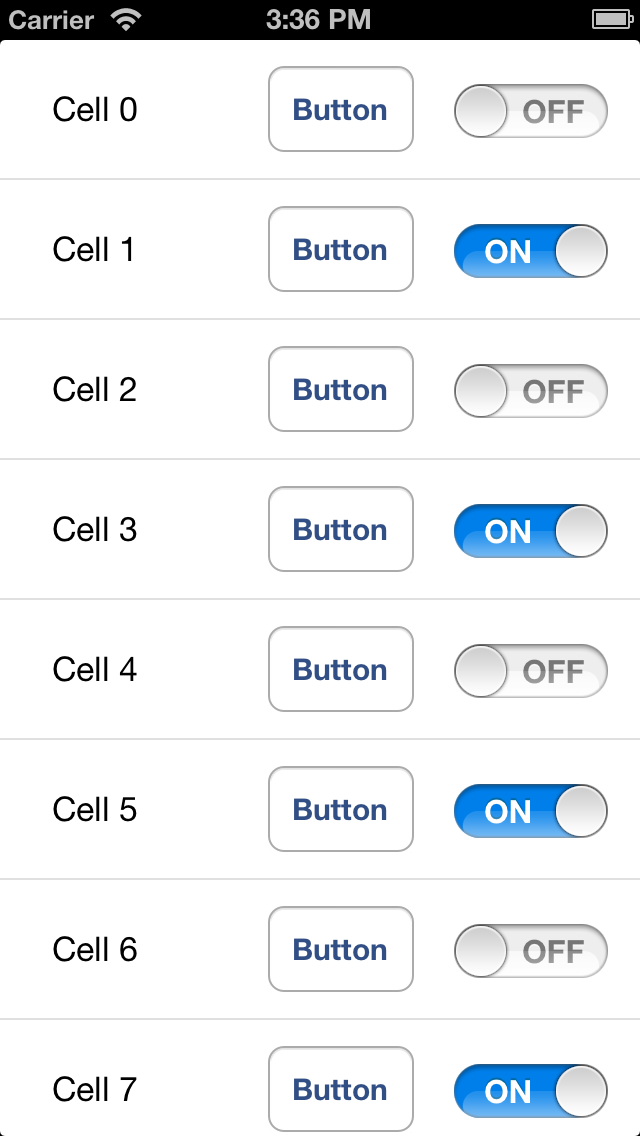 Carrier 3:36 PM
Cell 0 Button OFF
Cell 1 Button ON
Cell 2 Button OFF
Cell 3 Button ON
Cell 4 Button OFF
Cell 5 Button ON
Cell 6 Button OFF
Cell 7 Button ON